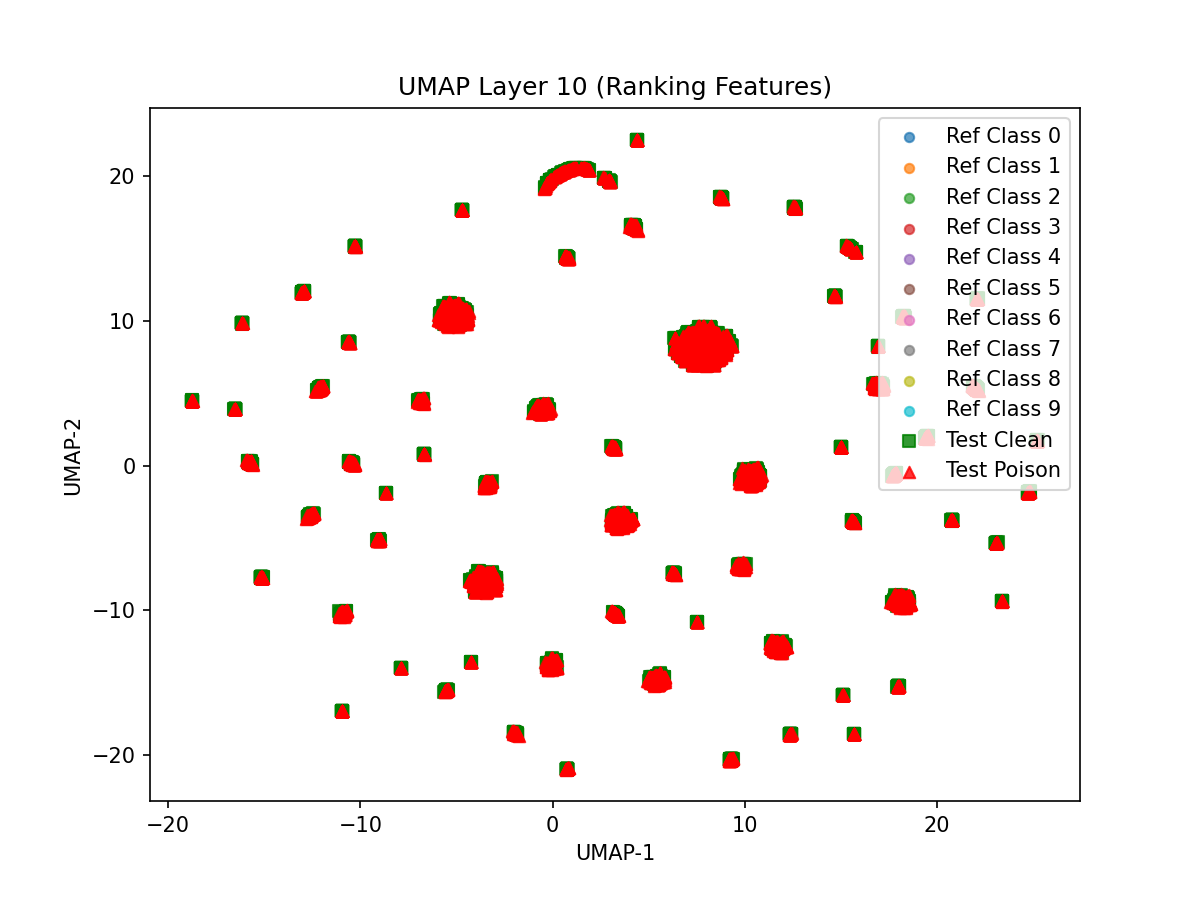 UMAP Layer 10 (Ranking Features)
20
10
0
−10
−20
UMAP-2
−20
−10
0
10
20
UMAP-1
Ref Class 0
Ref Class 1
Ref Class 2
Ref Class 3
Ref Class 4
Ref Class 5
Ref Class 6
Ref Class 7
Ref Class 8
Ref Class 9
Test Clean
Test Poison